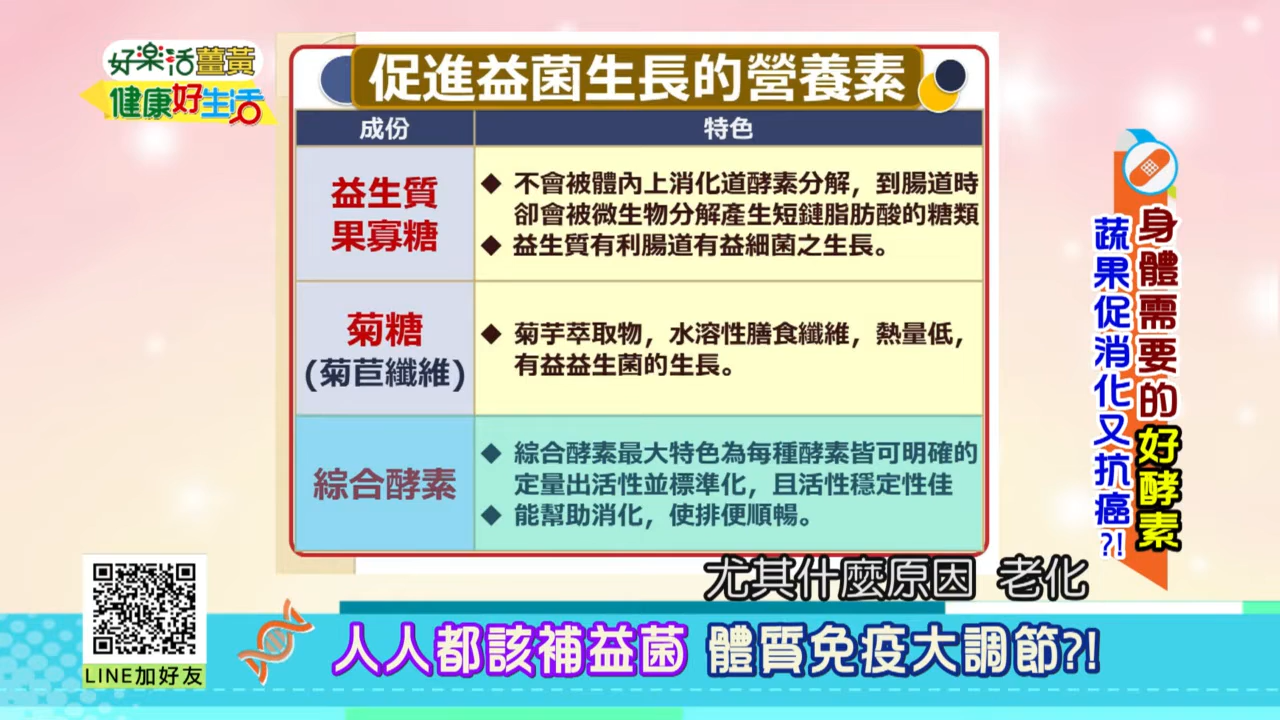 好楽活薑黃
健康好生活
促進益菌生長的營養素
成份
特色
益生質
果寡糖
◆ 不會被體內上消化道酵素分解，到腸道時
卻會被微生物分解產生短鏈脂肪酸的糖類
◆ 益生質有利腸道有益細菌之生長。
菊糖
(菊苣纖維)
◆ 菊芋萃取物，水溶性膳食纖維，熱量低，
有益益生菌的生長。
綜合酵素
◆ 綜合酵素最大特色為每種酵素皆可明確的
定量出活性並標準化，且活性穩定性佳
◆ 能幫助消化，使排便順暢。
身體需要的好酵素
蔬果促消化又抗癌?!
尤其什麼原因 老化
人人都該補益菌 體質免疫大調節?!
LINE加好友